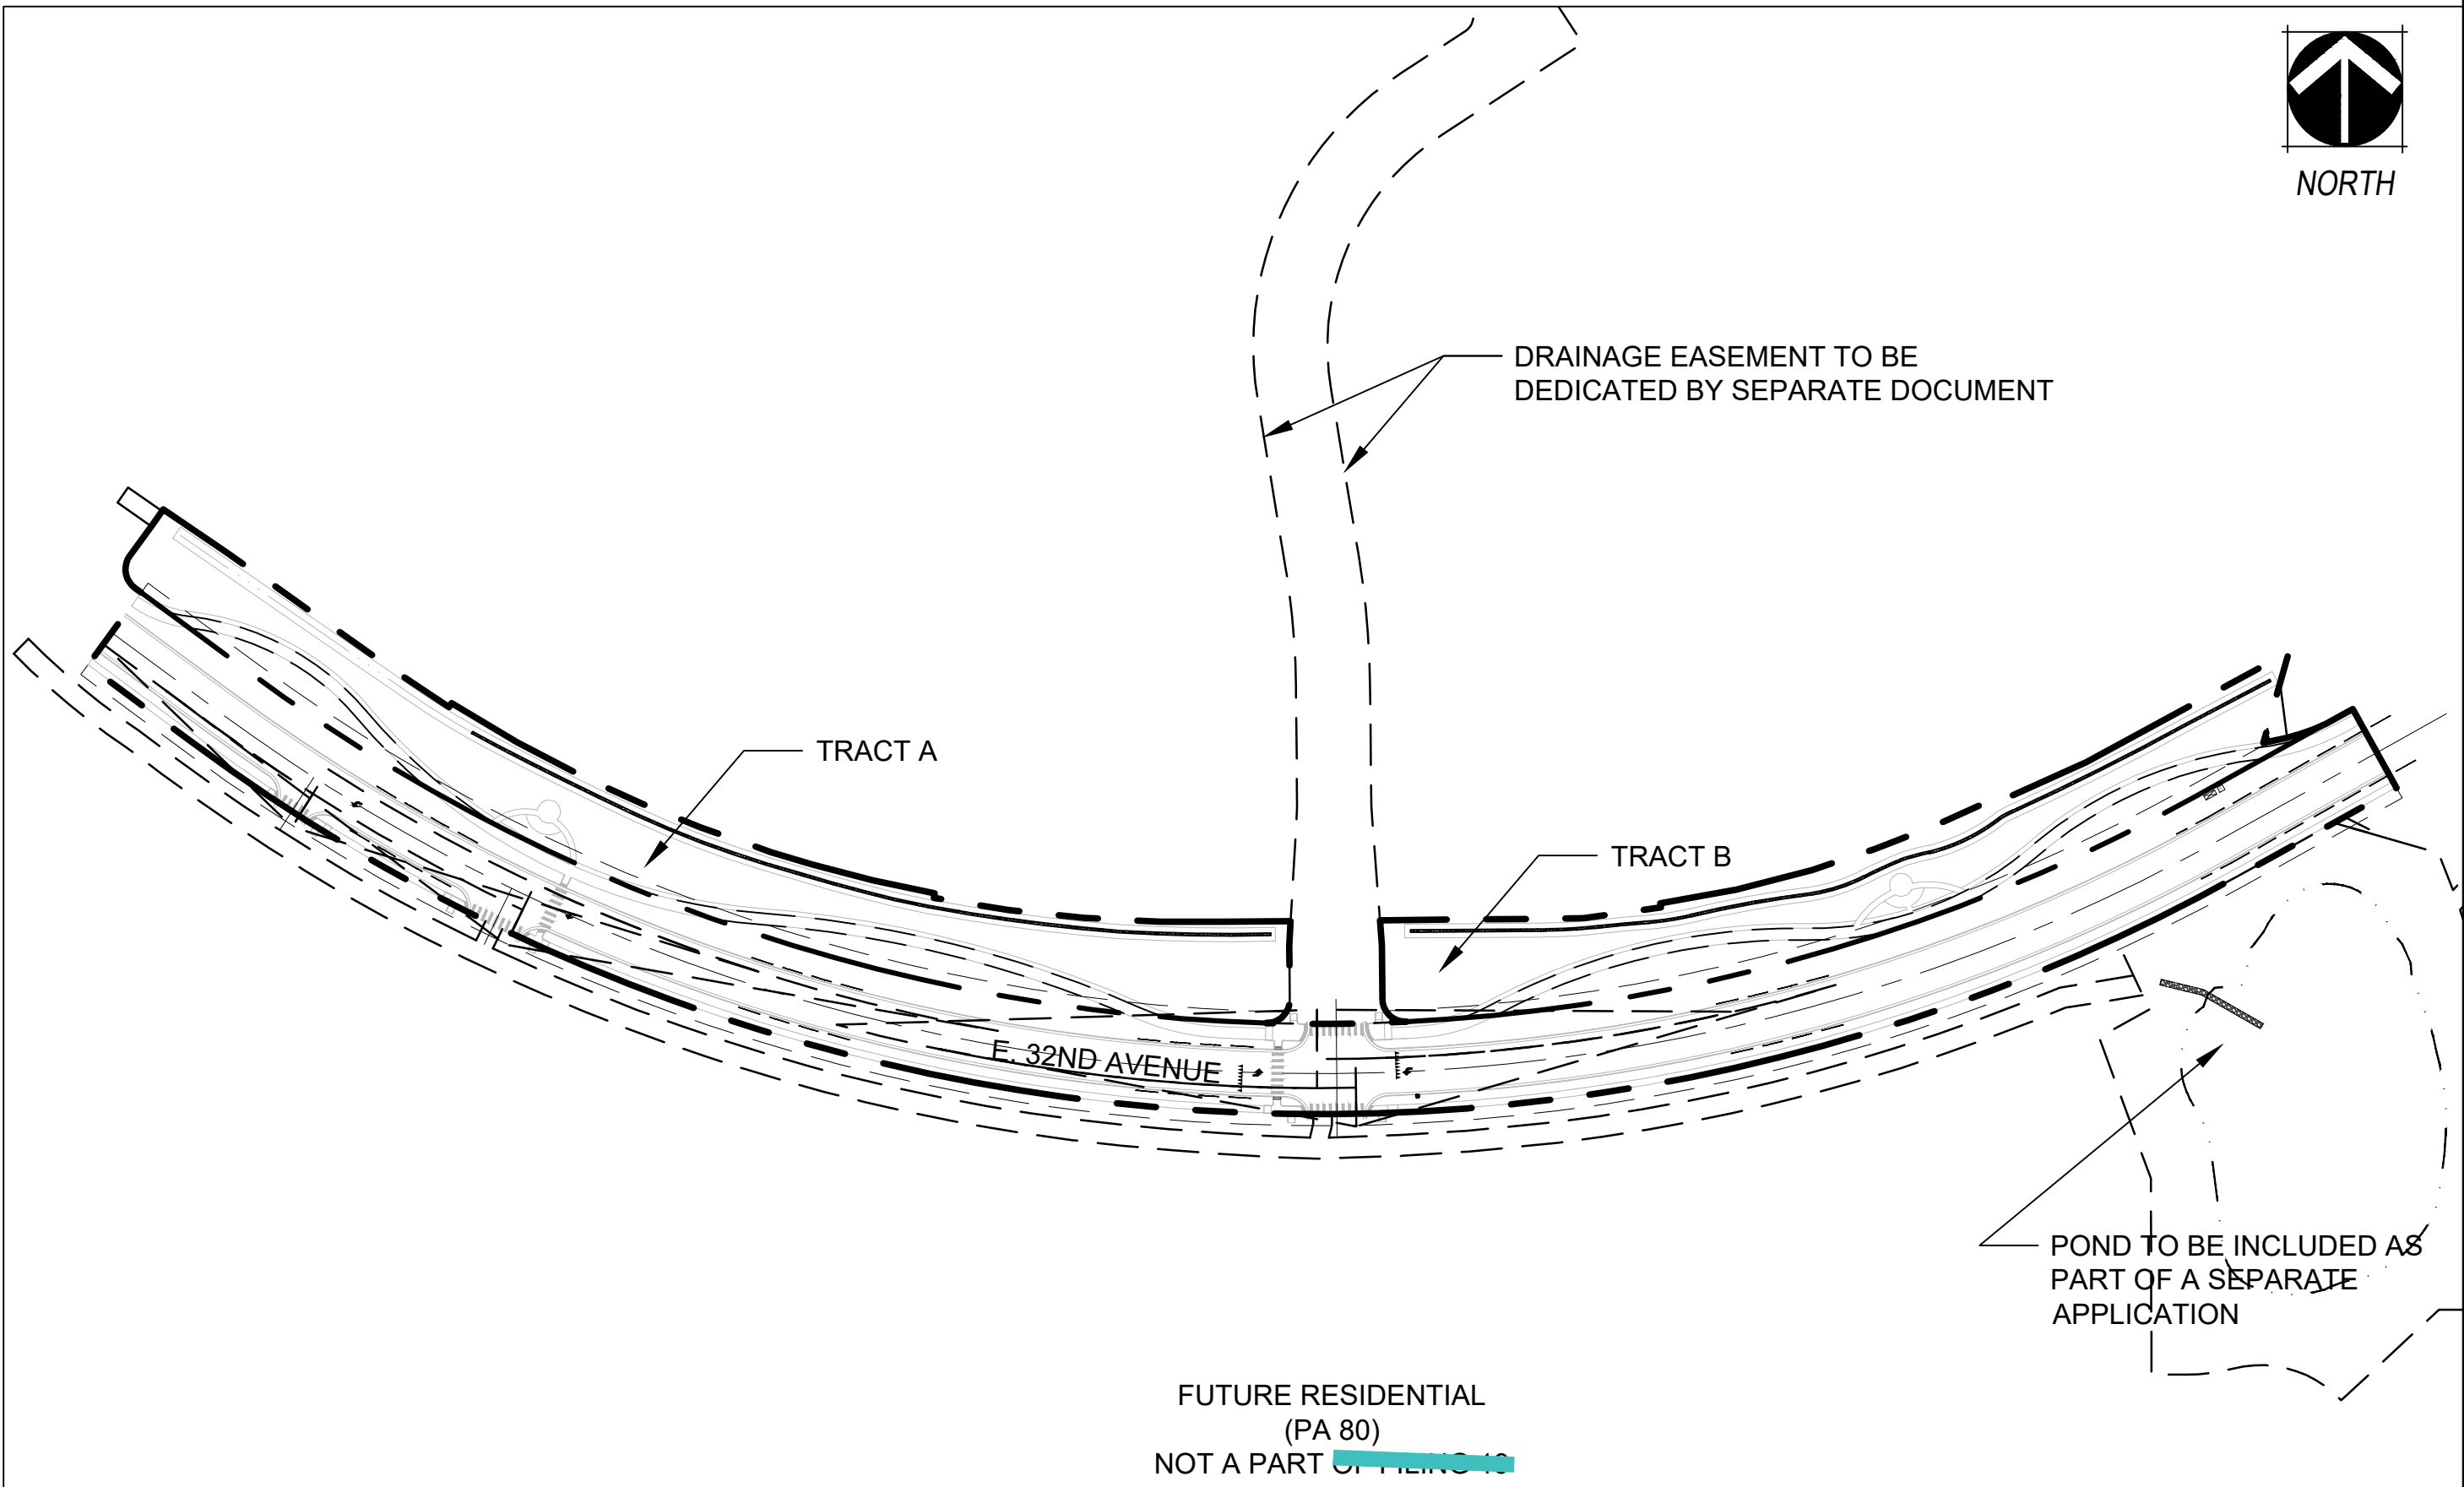 NORTH
DRAINAGE EASEMENT TO BE
DEDICATED BY SEPARATE DOCUMENT
TRACT A
TRACT B
E. 32ND AVENUE
POND TO BE INCLUDED AS
PART OF A SEPARATE
APPLICATION
FUTURE RESIDENTIAL
(PA 80)
NOT A PART